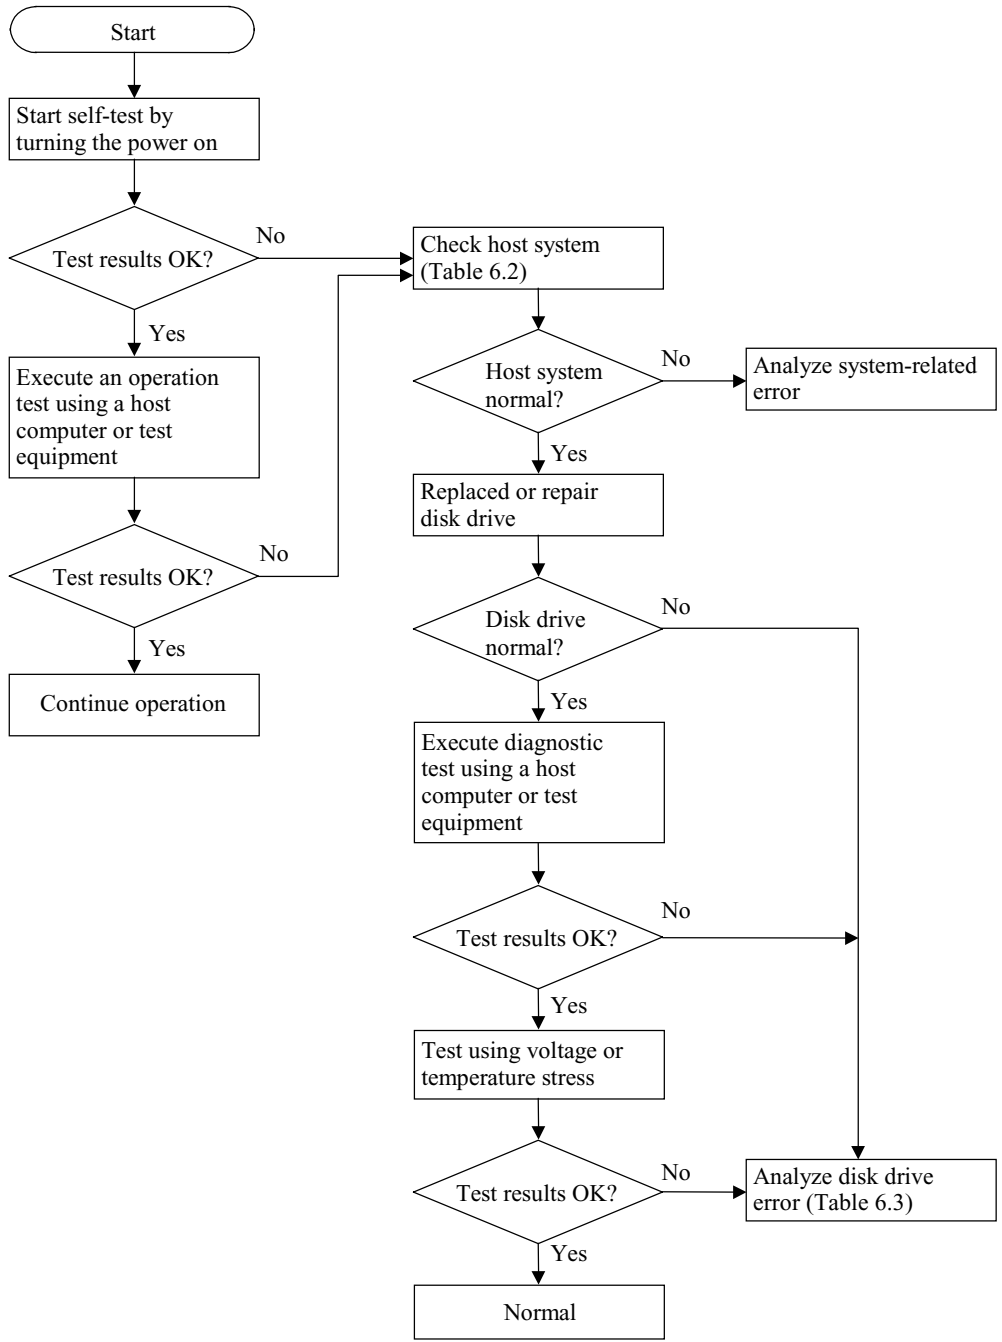 Start
Start self-test by
turning the power on
Test results OK?
No
Yes
Execute an operation
test using a host
computer or test
equipment
Test results OK?
No
Yes
Continue operation
Check host system
(Table 6.2)
Host system
normal?
No
Analyze system-related
error
Yes
Replaced or repair
disk drive
Disk drive
normal?
No
Yes
Execute diagnostic
test using a host
computer or test
equipment
Test results OK?
No
Yes
Test using voltage or
temperature stress
Test results OK?
No
Analyze disk drive
error (Table 6.3)
Yes
Normal